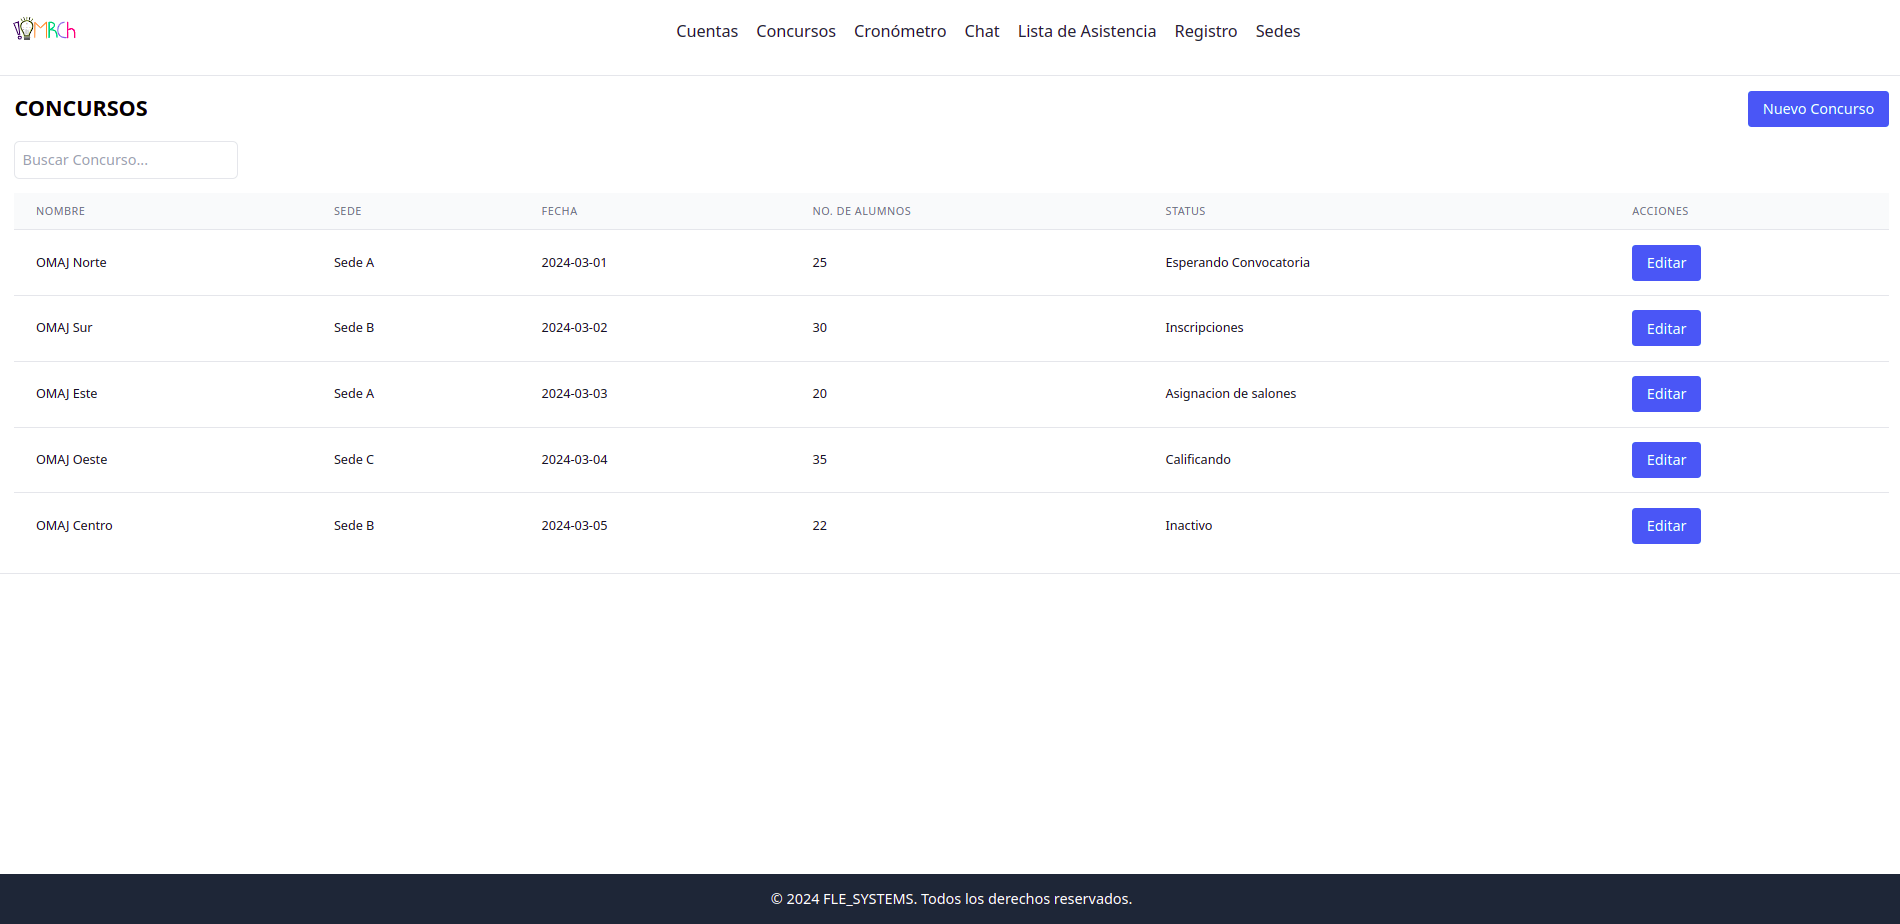 OMRCh
Cuentas Concursos Cronómetro Chat Lista de Asistencia Registro Sedes
CONCURSOS
Nuevo Concurso
Buscar Concurso...
NOMBRE SEDE FECHA NO. DE ALUMNOS STATUS ACCIONES
OMAJ Norte Sede A 2024-03-01 25 Esperando Convocatoria Editar
OMAJ Sur Sede B 2024-03-02 30 Inscripciones Editar
OMAJ Este Sede A 2024-03-03 20 Asignacion de salones Editar
OMAJ Oeste Sede C 2024-03-04 35 Calificando Editar
OMAJ Centro Sede B 2024-03-05 22 Inactivo Editar
© 2024 FLE_SYSTEMS. Todos los derechos reservados.